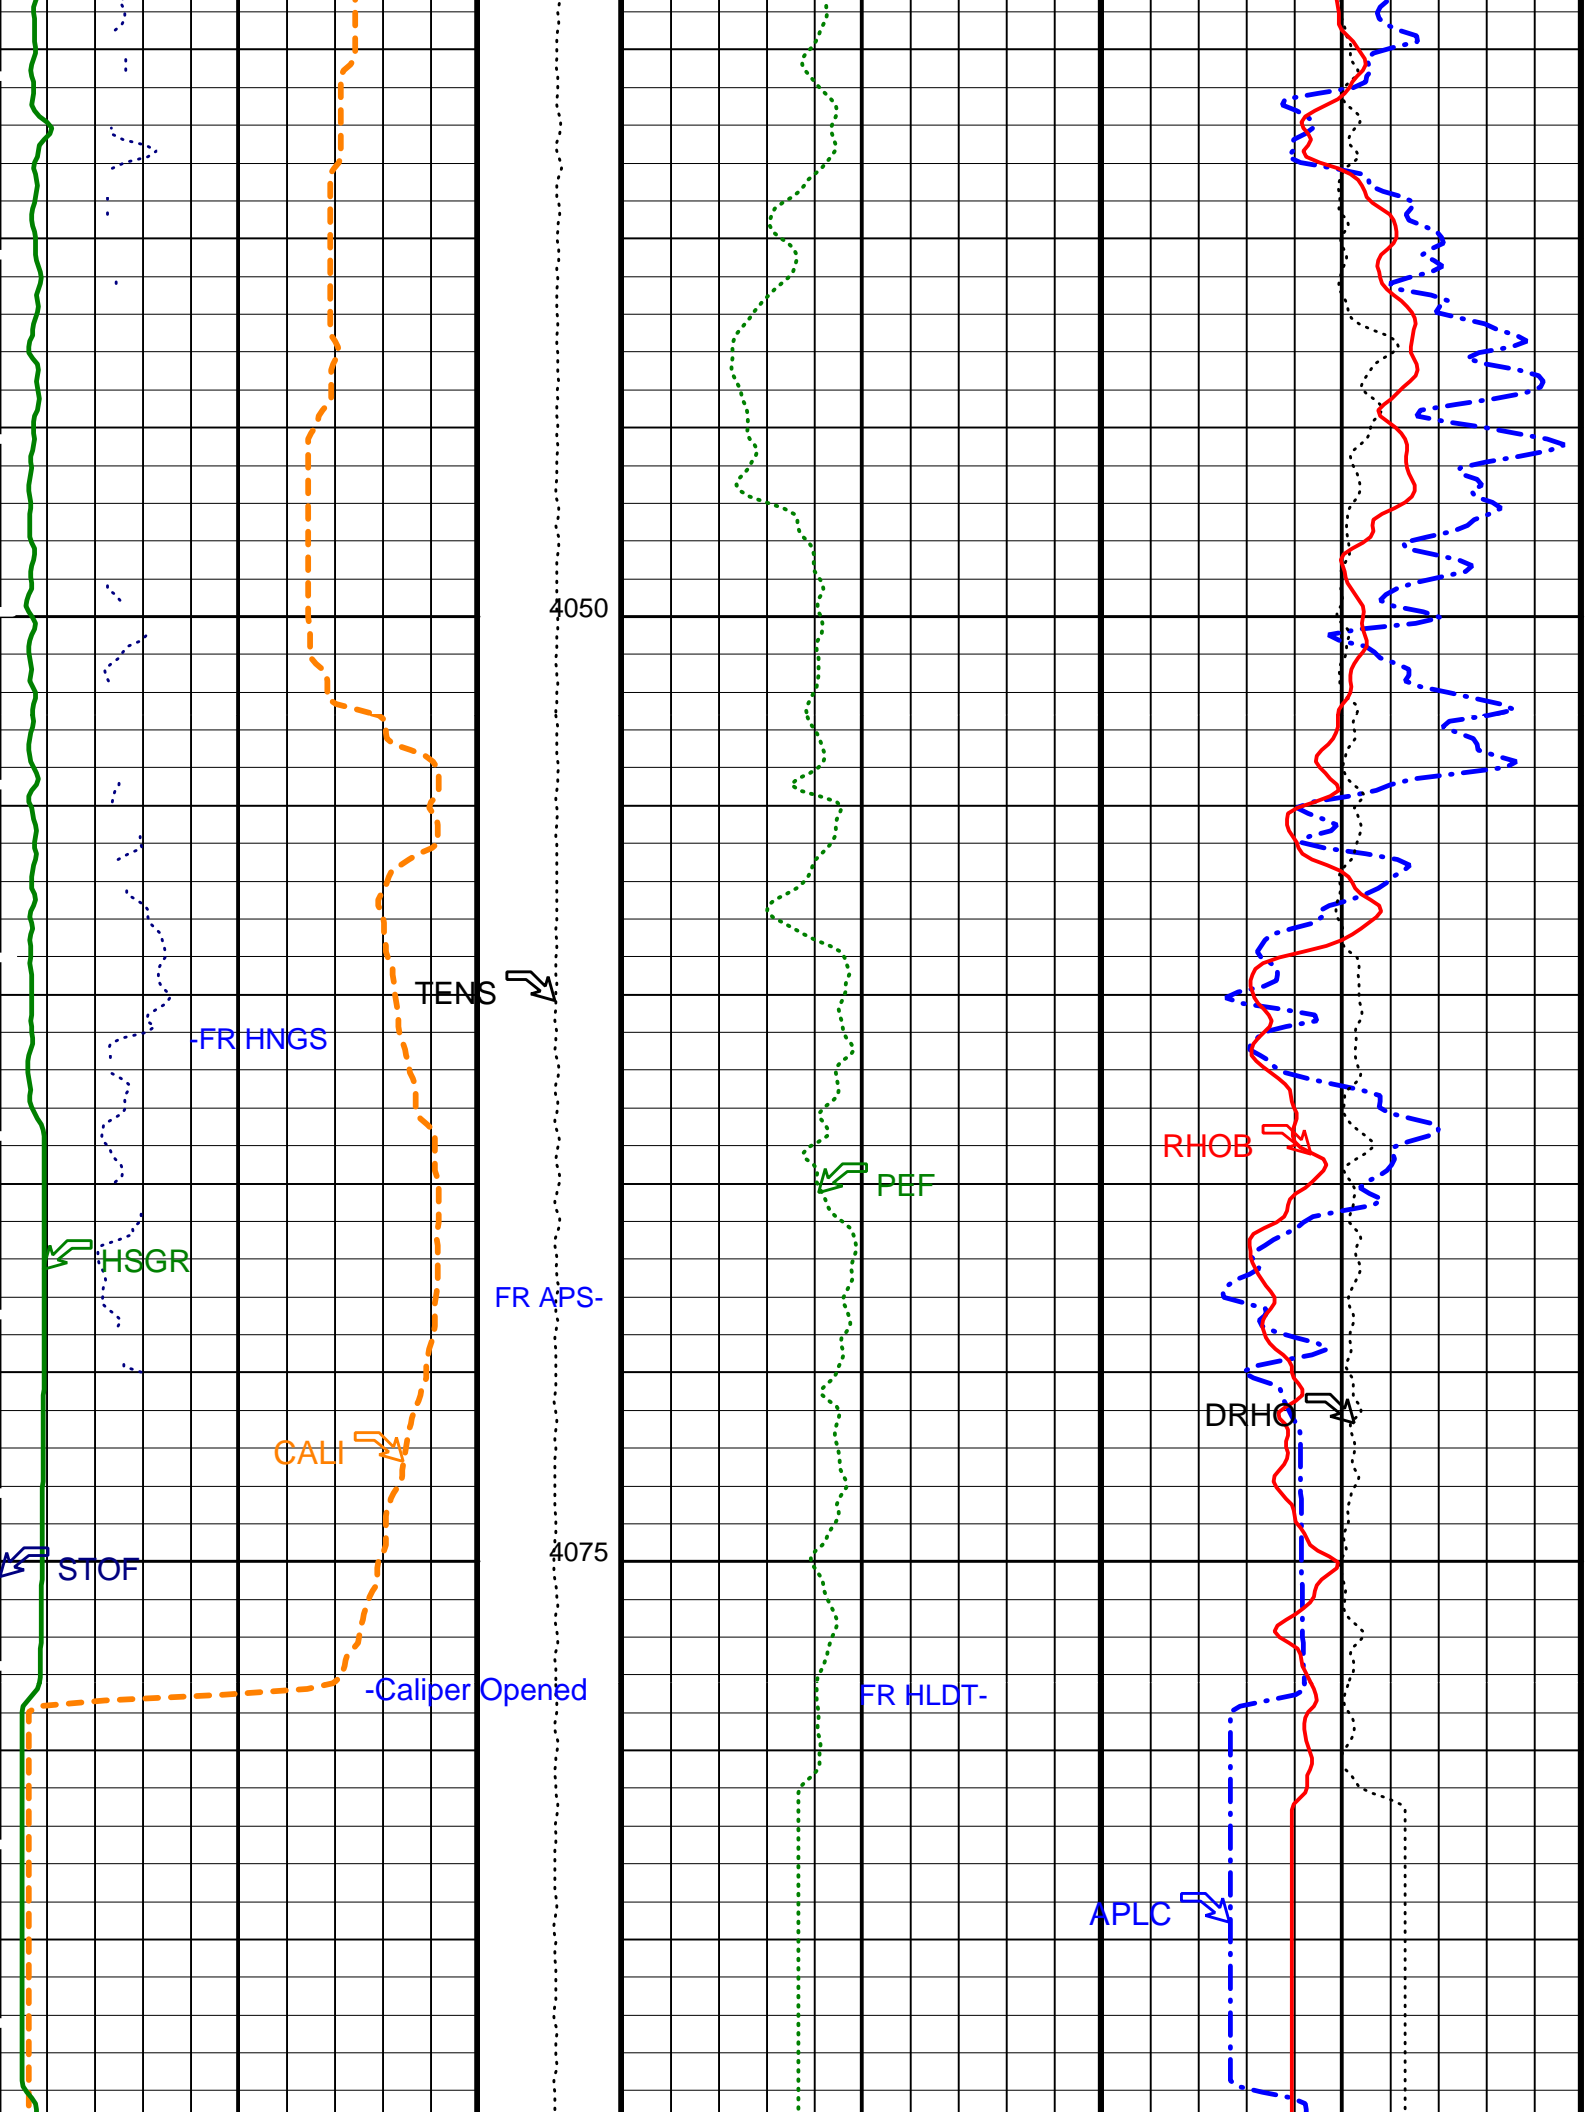 4050
TENS
-FR HNGS
RHOB
PEF
HSGR
FR APS-
DRHO
CALI
4075
STOF
-Caliper Opened
FR HLDT-
APLC